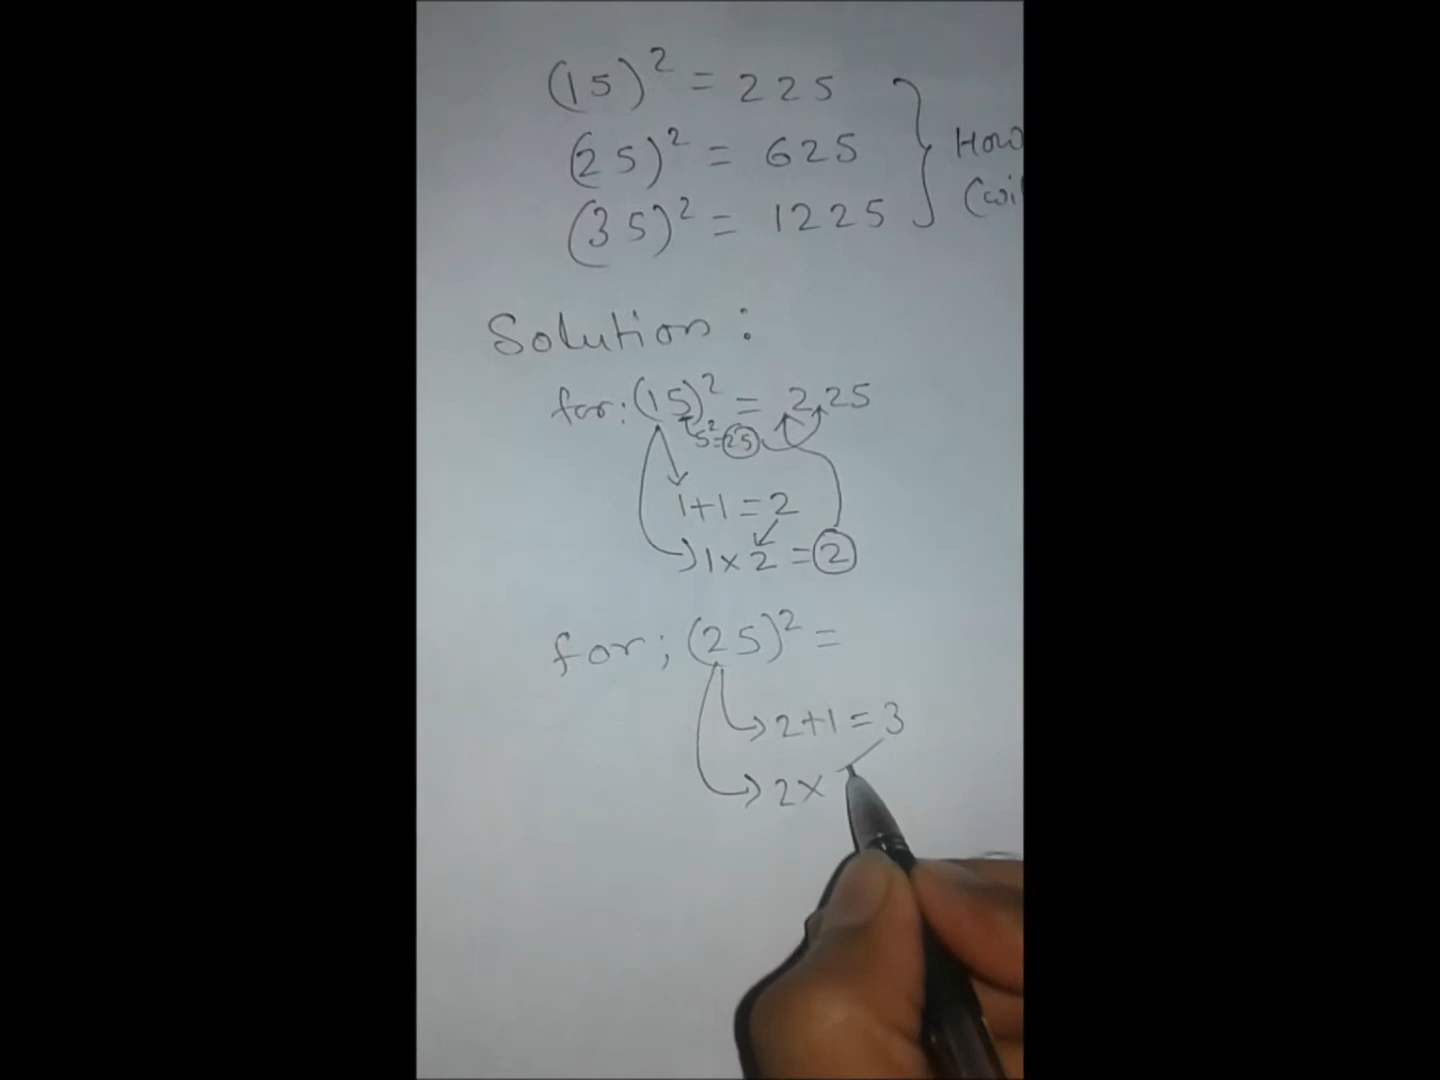 (15)² = 225
(25)² = 625
(35)² = 1225
How
Solution :
for; (15)² = 225
5² = 25
1+1 = 2
1 × 2 = 2
for; (25)² =
2+1 = 3
2 ×